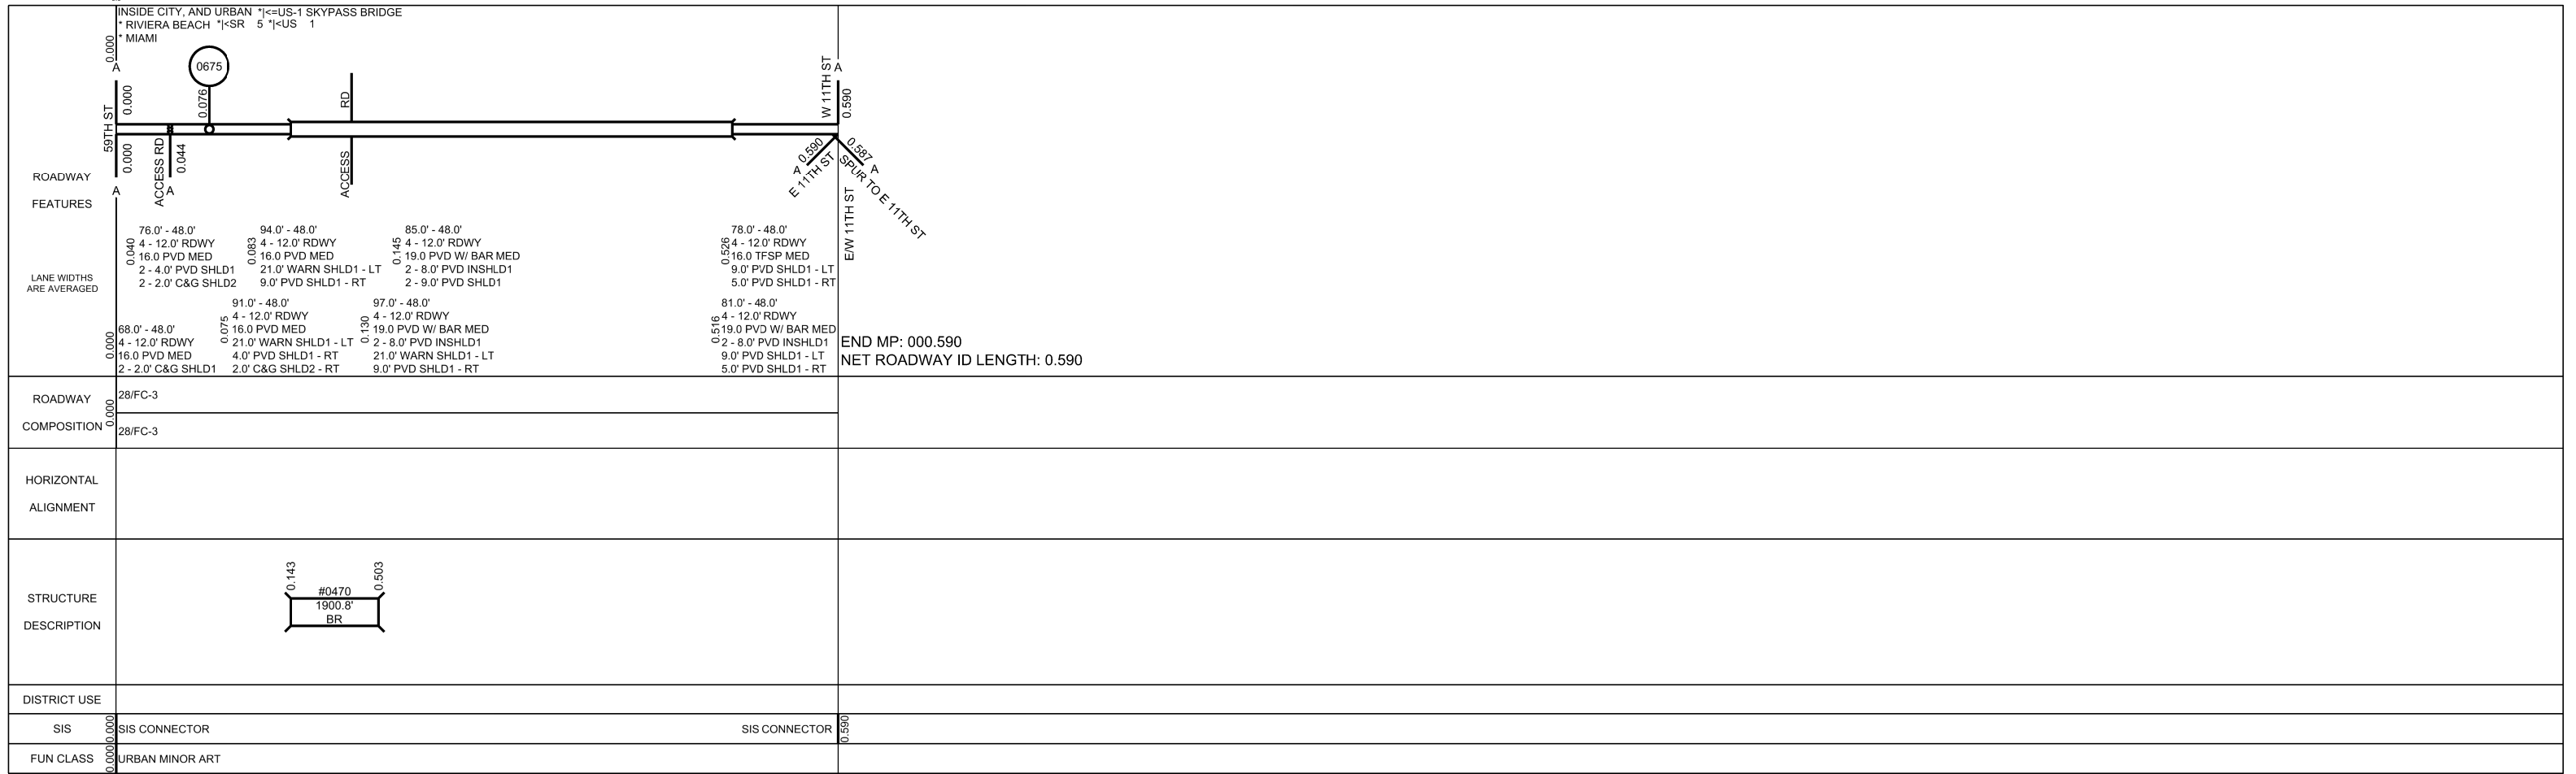 INSIDE CITY, AND URBAN *|<=US-1 SKYPASS BRIDGE
* RIVIERA BEACH *|<SR 5 *|<US 1
* MIAMI
0.000
A
0.000
59TH ST
0.000
A
ACCESS RD
0.044
A
0675
0.076
RD
ACCESS
W 11TH ST
A
0.590
0.590
A
E 11TH ST
0.587
A
SPUR TO E 11TH ST
E/W 11TH ST
ROADWAY
FEATURES
LANE WIDTHS
ARE AVERAGED
0.040
76.0' - 48.0'
4 - 12.0' RDWY
16.0 PVD MED
2 - 4.0' PVD SHLD1
2 - 2.0' C&G SHLD2
0.083
94.0' - 48.0'
4 - 12.0' RDWY
16.0 PVD MED
21.0' WARN SHLD1 - LT
9.0' PVD SHLD1 - RT
0.145
85.0' - 48.0'
4 - 12.0' RDWY
19.0 PVD W/ BAR MED
2 - 8.0' PVD INSHLD1
2 - 9.0' PVD SHLD1
0.526
78.0' - 48.0'
4 - 12.0' RDWY
16.0 TFSP MED
9.0' PVD SHLD1 - LT
5.0' PVD SHLD1 - RT
0.000
68.0' - 48.0'
4 - 12.0' RDWY
16.0 PVD MED
2 - 2.0' C&G SHLD1
0.075
91.0' - 48.0'
4 - 12.0' RDWY
16.0 PVD MED
21.0' WARN SHLD1 - LT
4.0' PVD SHLD1 - RT
2.0' C&G SHLD2 - RT
0.130
97.0' - 48.0'
4 - 12.0' RDWY
19.0 PVD W/ BAR MED
2 - 8.0' PVD INSHLD1
21.0' WARN SHLD1 - LT
9.0' PVD SHLD1 - RT
0.516
81.0' - 48.0'
4 - 12.0' RDWY
19.0 PVD W/ BAR MED
2 - 8.0' PVD INSHLD1
9.0' PVD SHLD1 - LT
5.0' PVD SHLD1 - RT
END MP: 000.590
NET ROADWAY ID LENGTH: 0.590
ROADWAY
COMPOSITION
0.000
28/FC-3
28/FC-3
HORIZONTAL
ALIGNMENT
STRUCTURE
DESCRIPTION
0.143
0.503
#0470
1900.8'
BR
DISTRICT USE
SIS
0.000
SIS CONNECTOR
SIS CONNECTOR
0.590
FUN CLASS
0.000
URBAN MINOR ART